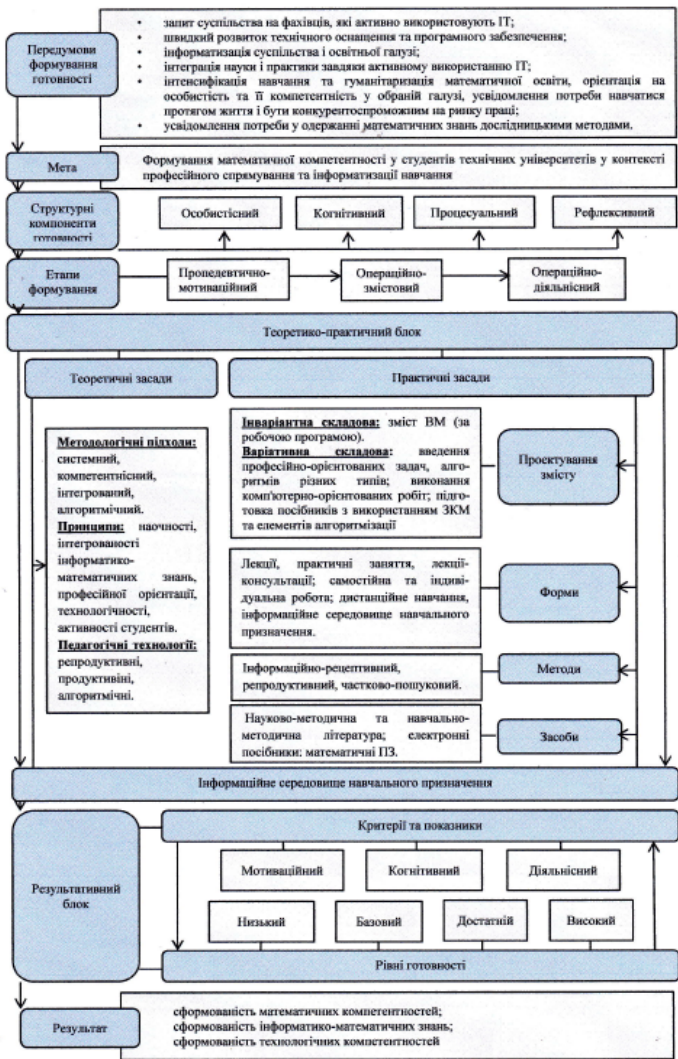 Передумови
формування
готовності
• запит суспільства на фахівців, які активно використовують ІТ;
• швидкий розвиток технічного оснащення та програмного забезпечення;
• інформатизація суспільства і освітньої галузі;
• інтеграція науки і практики завдяки активному використанню ІТ;
• інтенсифікація навчання та гуманітаризація математичної освіти, орієнтація на
особистість та її компетентність у обраній галузі, усвідомлення потреби навчатися
протягом життя і бути конкурентоспроможним на ринку праці;
• усвідомлення потреби у одержанні математичних знань дослідницькими методами.
Мета
Формування математичної компетентності у студентів технічних університетів у контексті
професійного спрямування та інформатизації навчання
Структурні
компоненти
готовності
Особистісний
Когнітивний
Процесуальний
Рефлексивний
Етапи
формування
Пропедевтично-
мотиваційний
Операційно-
змістовий
Операційно-
діяльнісний
Теоретико-практичний блок
Теоретичні засади
Практичні засади
Методологічні підходи:
системний,
компетентнісний,
інтегрований,
алгоритмічний.
Принципи: наочності,
інтегрованості
інформатико-
математичних знань,
професійної орієнтації,
технологічності,
активності студентів.
Педагогічні технології:
репродуктивні,
продуктивіні,
алгоритмічні.
Інваріантна складова: зміст ВМ (за
робочою програмою).
Варіативна складова: введення
професійно-орієнтованих задач, алго-
ритмів різних типів; виконання
комп'ютерно-орієнтованих робіт; підго-
товка посібників з використанням ЗКМ
та елементів алгоритмізації
Проєктування
змісту
Лекції, практичні заняття, лекції-
консультації; самостійна та індиві-
дуальна робота; дистанційне навчання,
інформаційне середовище навчального
призначення.
Форми
Інформаційно-рецептивний,
репродуктивний, частково-пошуковий.
Методи
Науково-методична та навчально-
методична література; електронні
посібники: математичні ПЗ.
Засоби
Інформаційне середовище навчального призначення
Результативний
блок
Критерії та показники
Мотиваційний
Когнітивний
Діяльнісний
Низький
Базовий
Достатній
Високий
Рівні готовності
Результат
сформованість математичних компетентностей;
сформованість інформатико-математичних знань;
сформованість технологічних компетентностей